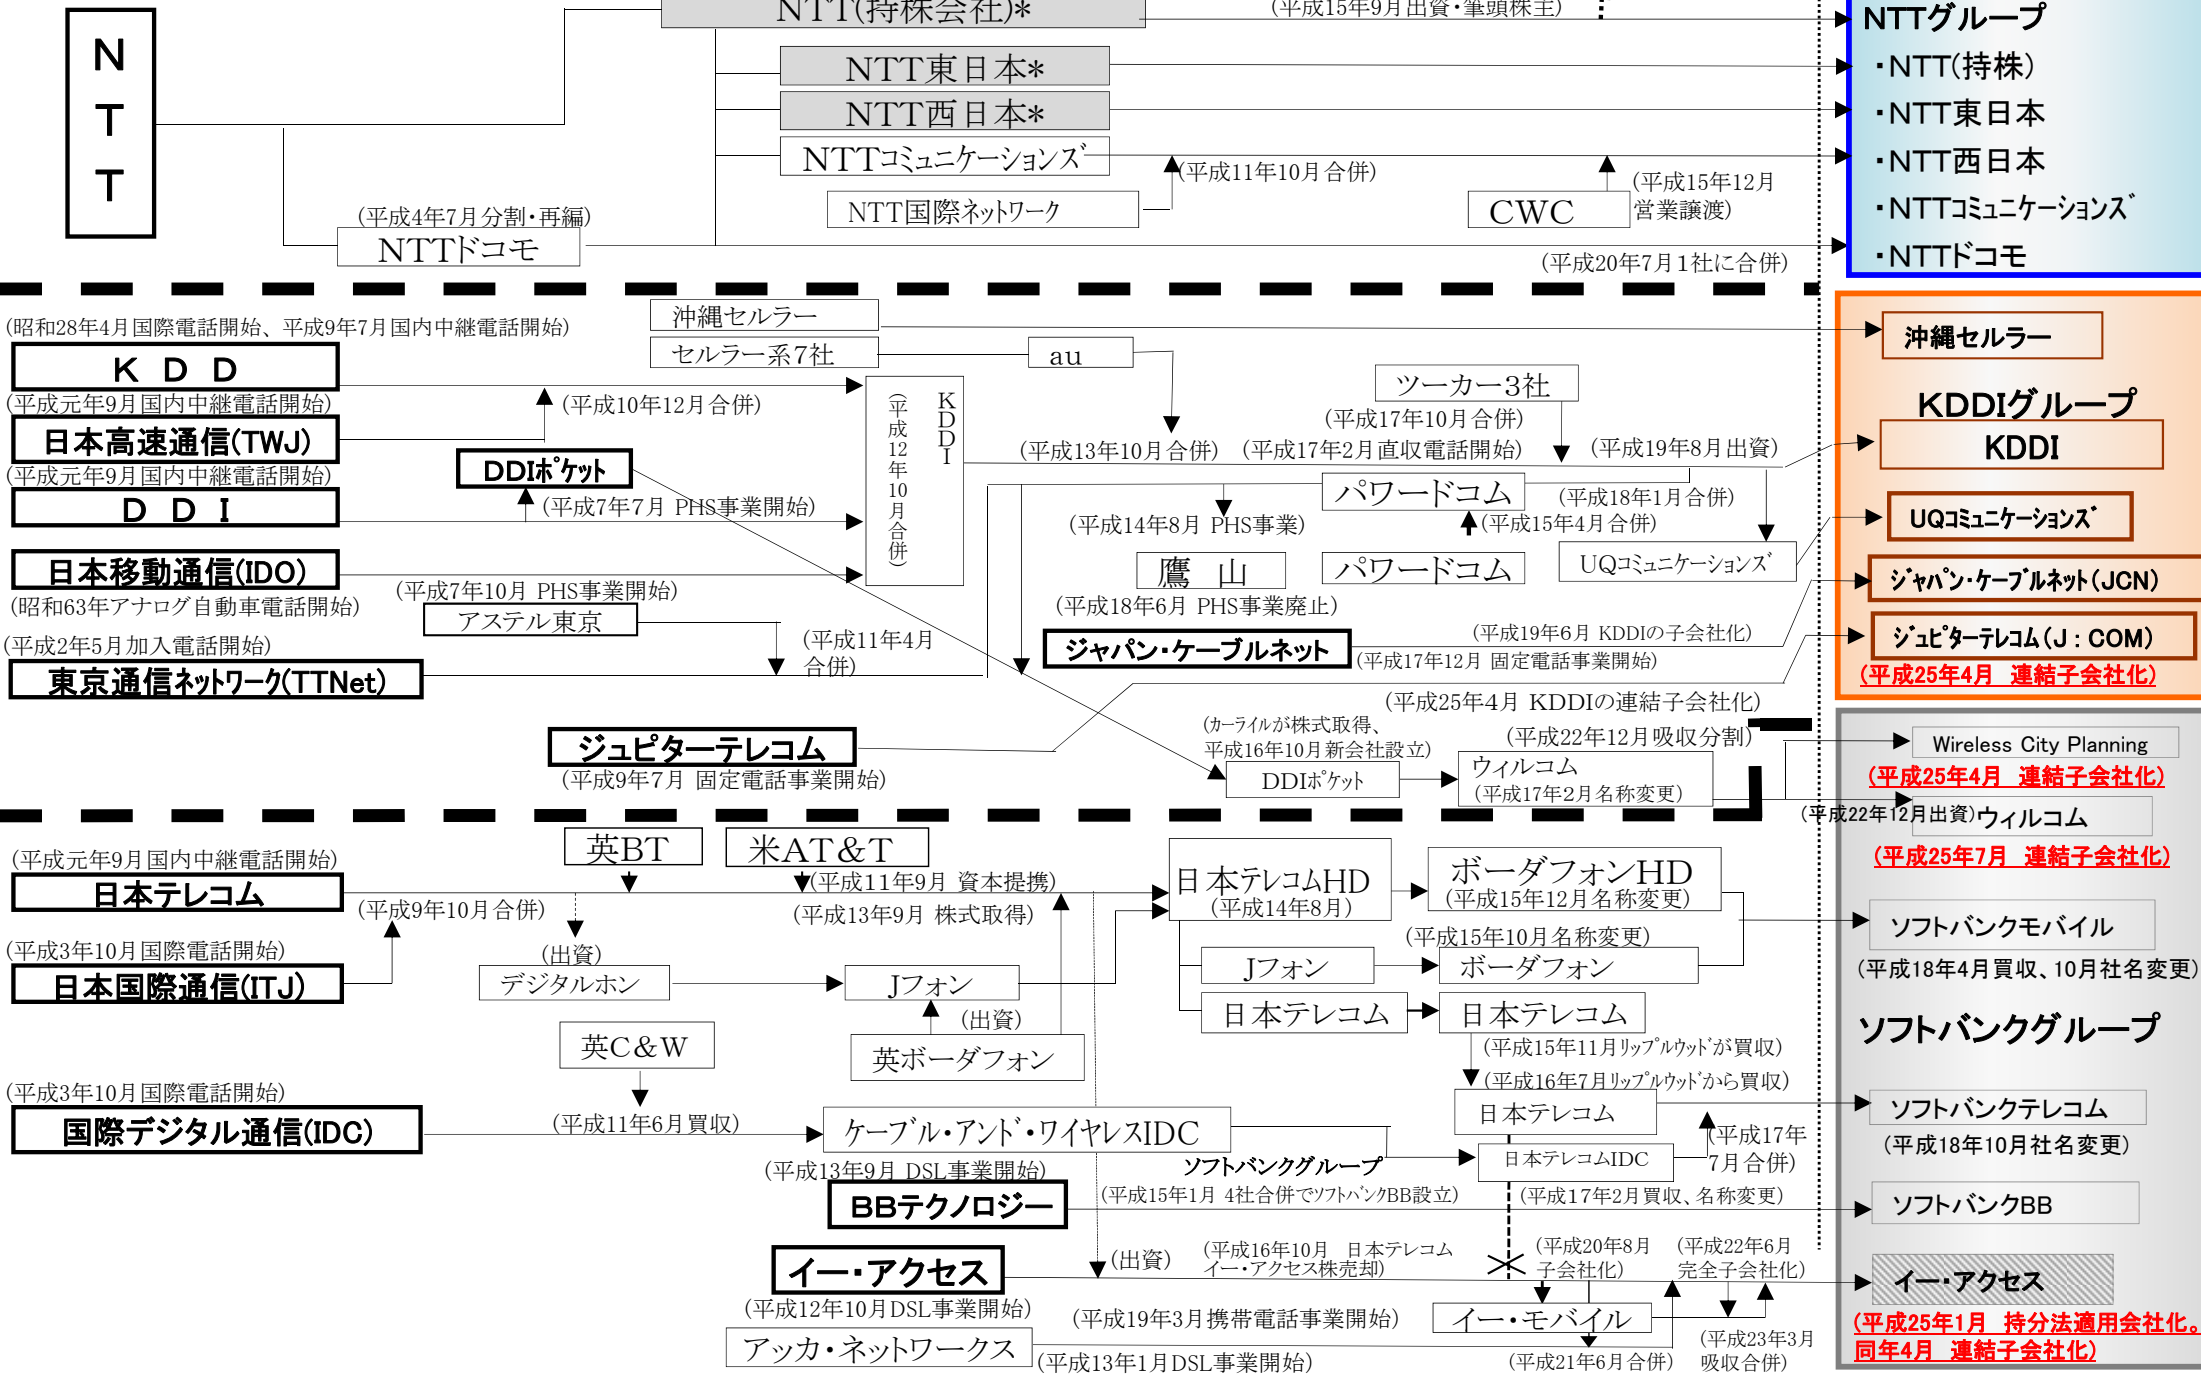 NTT(持株会社)*
(平成15年9月出資・筆頭株主)
N
T
T
NTT東日本*
NTT西日本*
NTTコミュニケーションズ
(平成11年10月合併)
NTT国際ネットワーク
CWC
(平成15年12月
営業譲渡)
(平成4年7月分割・再編)
NTTドコモ
(平成20年7月1社に合併)
NTTグループ
・NTT(持株)
・NTT東日本
・NTT西日本
・NTTコミュニケーションズ
・NTTドコモ
(昭和28年4月国際電話開始、平成9年7月国内中継電話開始)
KDD
(平成元年9月国内中継電話開始)
日本高速通信(TWJ)
(平成元年9月国内中継電話開始)
DDI
日本移動通信(IDO)
(昭和63年アナログ自動車電話開始)
(平成2年5月加入電話開始)
東京通信ネットワーク(TTNet)
沖縄セルラー
セルラー系7社
au
(平成10年12月合併)
DDIポケット
(平成7年7月 PHS事業開始)
(平成7年10月 PHS事業開始)
アステル東京
(平成11年4月
合併)
KDDI
(平成12年10月合併)
ツーカー3社
(平成17年10月合併)
(平成13年10月合併)
(平成17年2月直収電話開始)
(平成19年8月出資)
パワードコム
(平成18年1月合併)
(平成14年8月 PHS事業)
(平成15年4月合併)
鷹山
パワードコム
UQコミュニケーションズ
(平成18年6月 PHS事業廃止)
ジャパン・ケーブルネット
(平成19年6月 KDDIの子会社化)
(平成17年12月 固定電話事業開始)
(平成25年4月 KDDIの連結子会社化)
ジュピターテレコム
(平成9年7月 固定電話事業開始)
(カーライルが株式取得、
平成16年10月新会社設立)
DDIポケット
(平成22年12月吸収分割)
ウィルコム
(平成17年2月名称変更)
沖縄セルラー
KDDIグループ
KDDI
UQコミュニケーションズ
ジャパン・ケーブルネット(JCN)
ジュピターテレコム(J:COM)
(平成25年4月 連結子会社化)
Wireless City Planning
(平成25年4月 連結子会社化)
(平成22年12月出資)
ウィルコム
(平成25年7月 連結子会社化)
(平成元年9月国内中継電話開始)
日本テレコム
(平成9年10月合併)
(平成3年10月国際電話開始)
日本国際通信(ITJ)
(平成3年10月国際電話開始)
国際デジタル通信(IDC)
英BT
米AT&T
(平成11年9月 資本提携)
(平成13年9月 株式取得)
(出資)
デジタルホン
Jフォン
(出資)
英C&W
英ボーダフォン
(平成11年6月買収)
ケーブル・アンド・ワイヤレスIDC
日本テレコムHD
(平成14年8月)
ボーダフォンHD
(平成15年12月名称変更)
(平成15年10月名称変更)
Jフォン
ボーダフォン
日本テレコム
日本テレコム
(平成15年11月リップルウッドが買収)
(平成16年7月リップルウッドから買収)
日本テレコム
(平成17年
7月合併)
日本テレコムIDC
(平成17年2月買収、名称変更)
(平成13年9月 DSL事業開始)
ソフトバンクグループ
BBテクノロジー
(平成15年1月 4社合併でソフトバンクBB設立)
イー・アクセス
(平成12年10月DSL事業開始)
(出資)
(平成16年10月 日本テレコム
イー・アクセス株売却)
(平成20年8月
子会社化)
(平成22年6月
完全子会社化)
(平成19年3月携帯電話事業開始)
イー・モバイル
アッカ・ネットワークス
(平成13年1月DSL事業開始)
(平成21年6月合併)
(平成23年3月
吸収合併)
ソフトバンクモバイル
(平成18年4月買収、10月社名変更)
ソフトバンクグループ
ソフトバンクテレコム
(平成18年10月社名変更)
ソフトバンクBB
イー・アクセス
(平成25年1月 持分法適用会社化。
同年4月 連結子会社化)